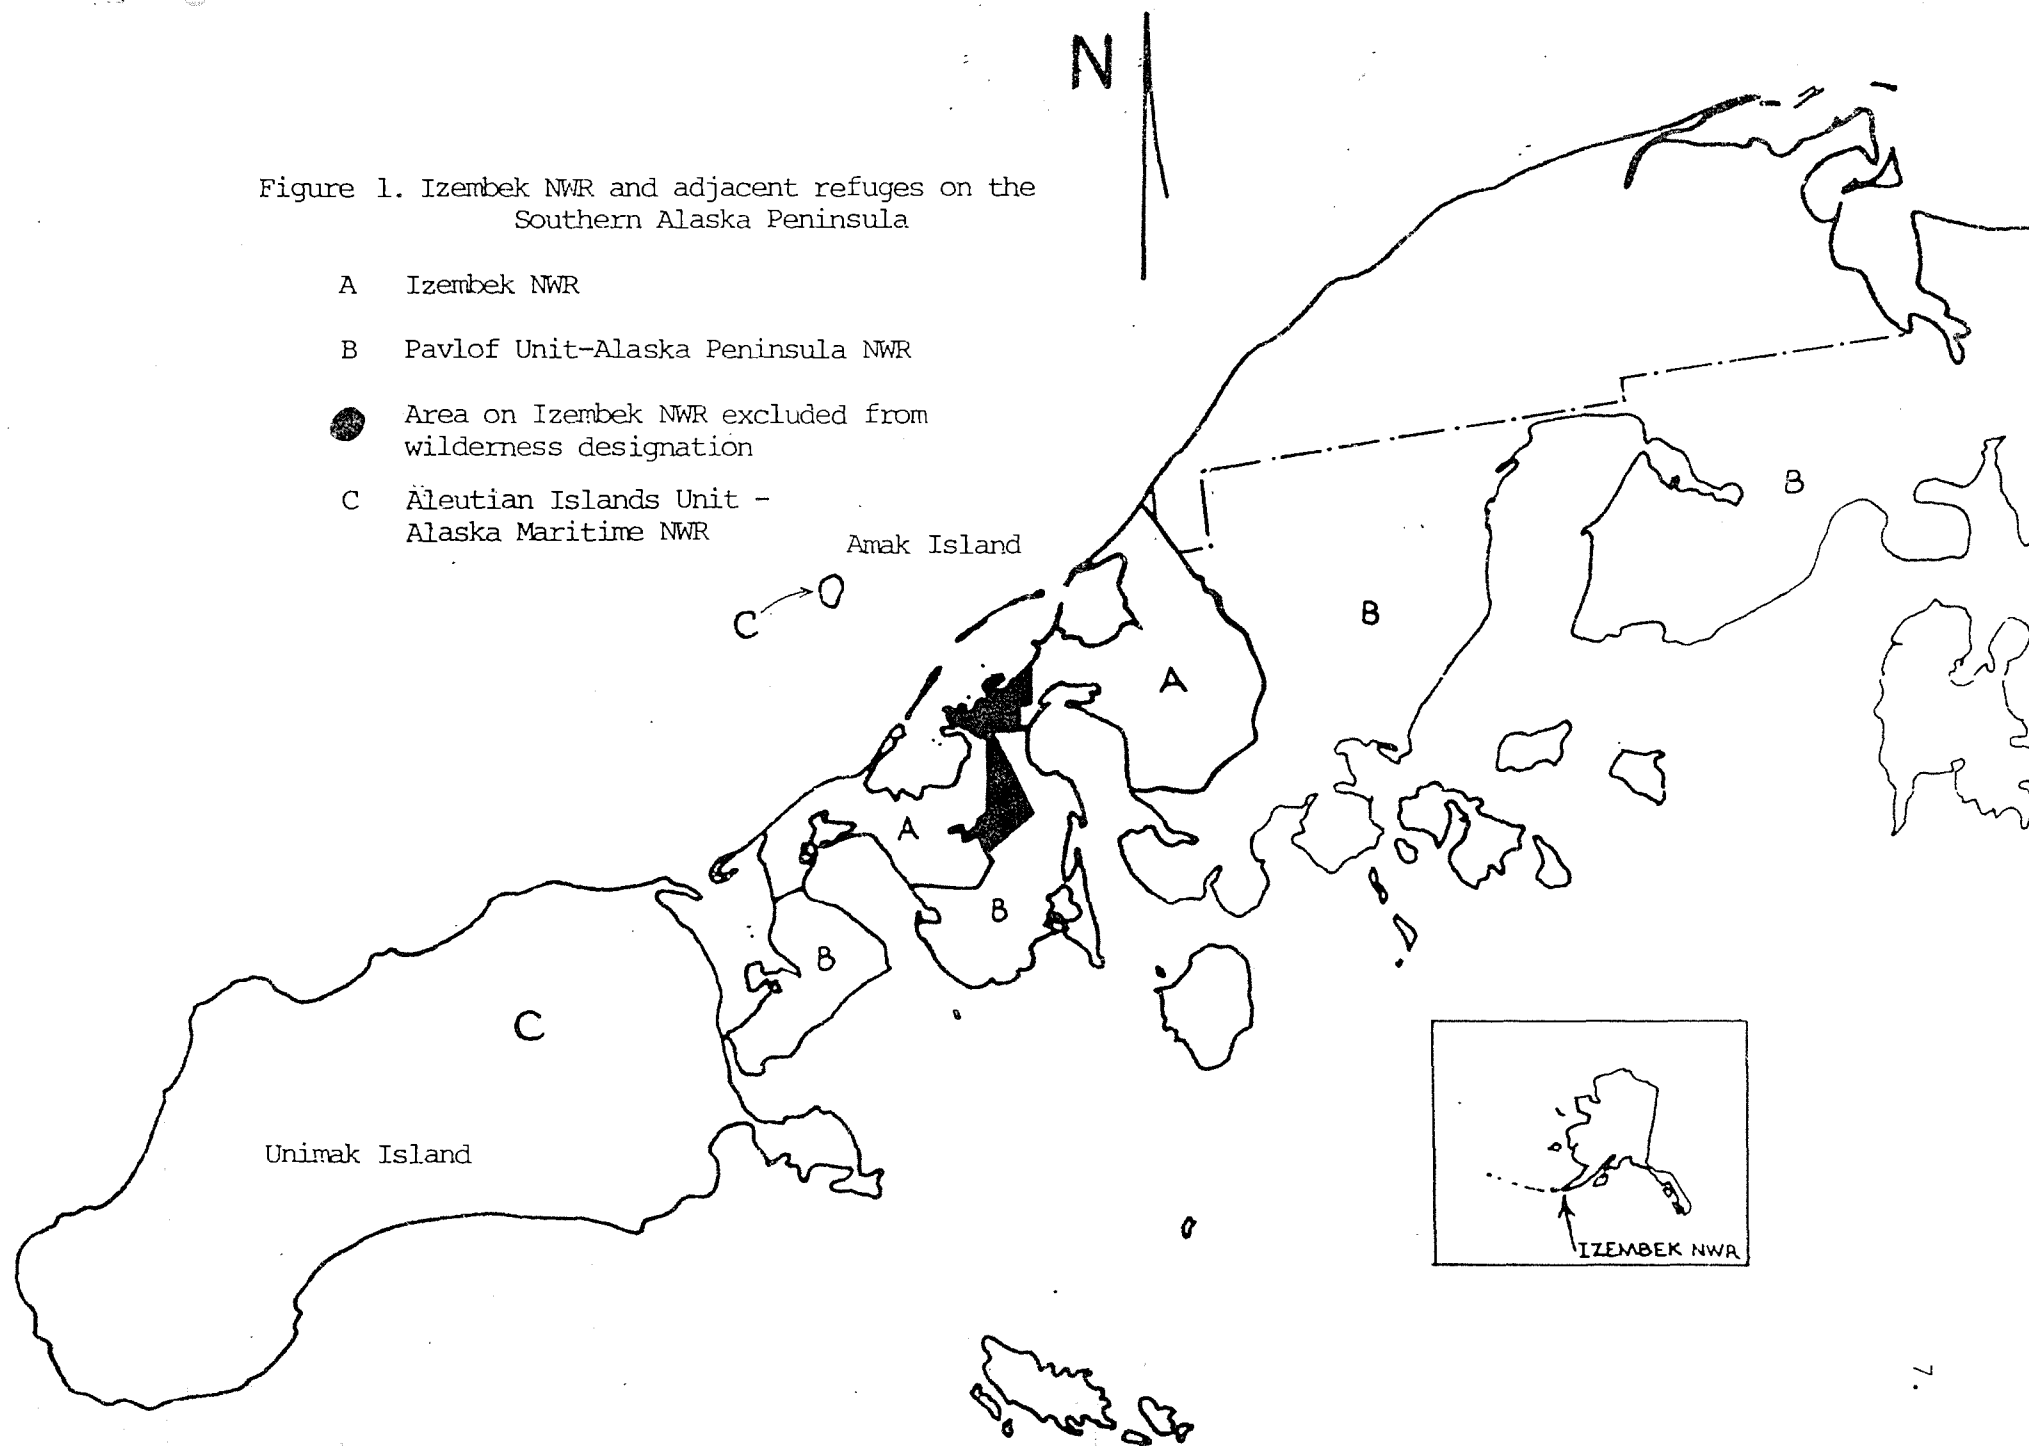 N
Figure 1. Izembek NWR and adjacent refuges on the
Southern Alaska Peninsula
A Izembek NWR
B Pavlof Unit-Alaska Peninsula NWR
Area on Izembek NWR excluded from
wilderness designation
C Aleutian Islands Unit -
Alaska Maritime NWR
Amak Island
C
B
B
A
A
B
B
C
Unimak Island
IZEMBEK NWR
7.